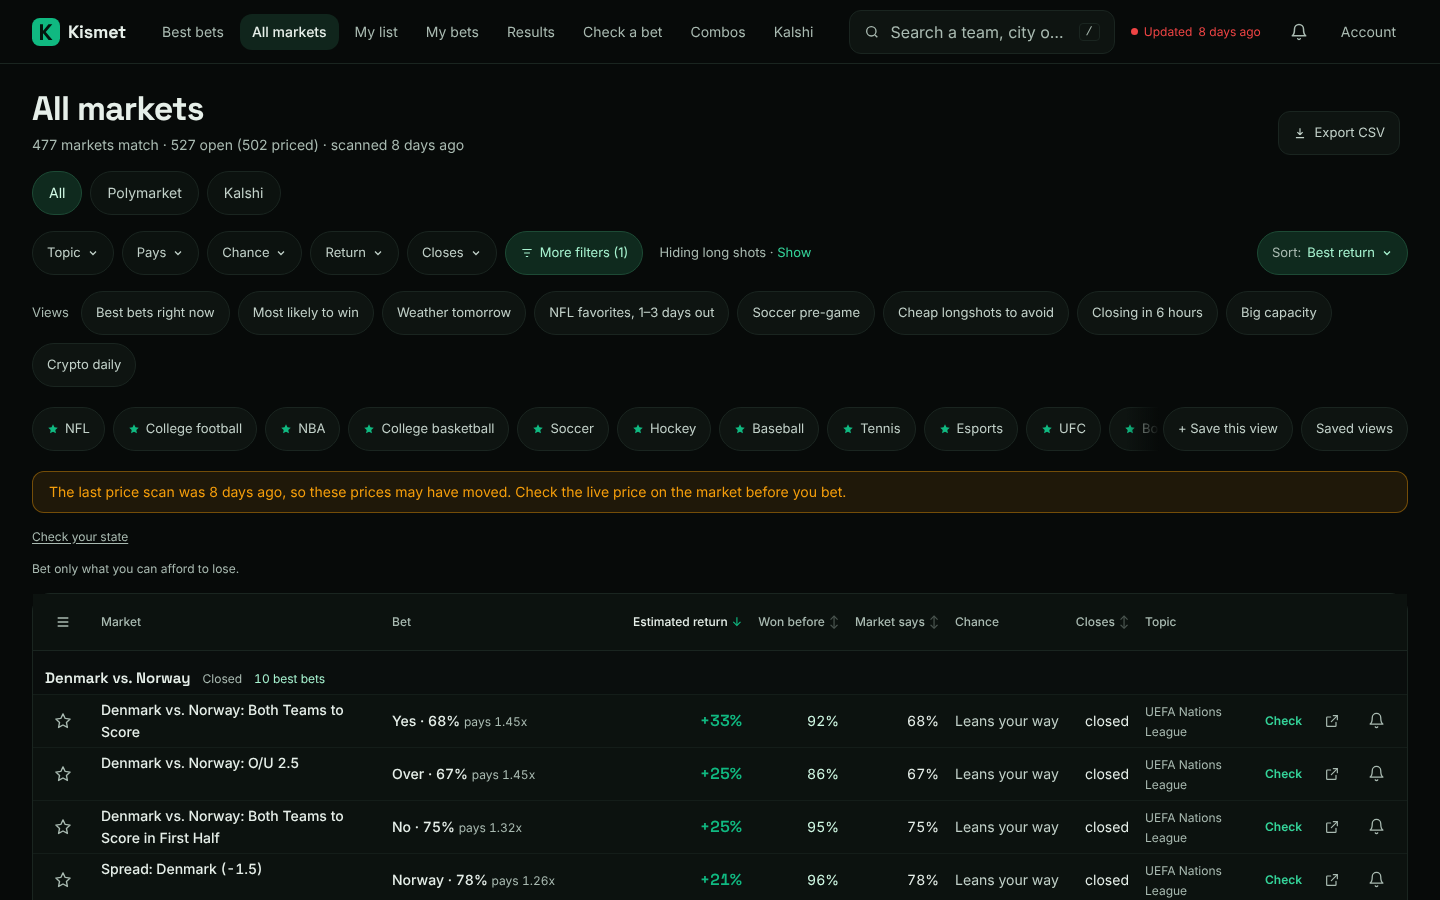 K Kismet Best bets All markets My list My bets Results Check a bet Combos Kalshi Search a team, city o... / Updated 8 days ago Account
All markets
477 markets match · 527 open (502 priced) · scanned 8 days ago
Export CSV
All Polymarket Kalshi
Topic Pays Chance Return Closes More filters (1) Hiding long shots · Show Sort: Best return
Views Best bets right now Most likely to win Weather tomorrow NFL favorites, 1–3 days out Soccer pre-game Cheap longshots to avoid Closing in 6 hours Big capacity
Crypto daily
NFL College football NBA College basketball Soccer Hockey Baseball Tennis Esports UFC + Save this view Saved views
The last price scan was 8 days ago, so these prices may have moved. Check the live price on the market before you bet.
Check your state
Bet only what you can afford to lose.
Market Bet Estimated return ↓ Won before Market says Chance Closes Topic
Denmark vs. Norway Closed 10 best bets
Denmark vs. Norway: Both Teams to Score Yes · 68% pays 1.45x +33% 92% 68% Leans your way closed UEFA Nations League Check
Denmark vs. Norway: O/U 2.5 Over · 67% pays 1.45x +25% 86% 67% Leans your way closed UEFA Nations League Check
Denmark vs. Norway: Both Teams to Score in First Half No · 75% pays 1.32x +25% 95% 75% Leans your way closed UEFA Nations League Check
Spread: Denmark (-1.5) Norway · 78% pays 1.26x +21% 96% 78% Leans your way closed UEFA Nations League Check